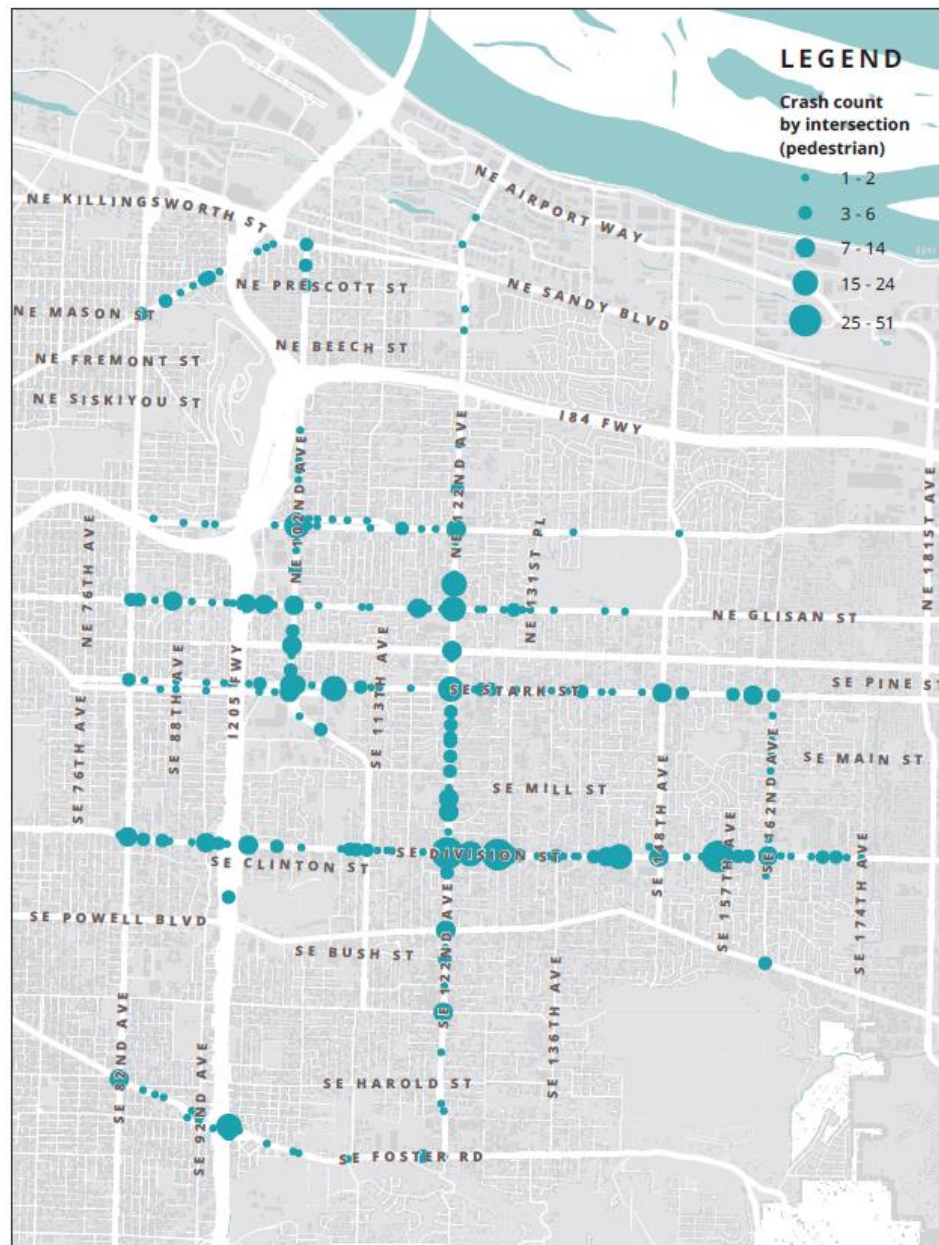 LEGEND
Crash count
by intersection
(pedestrian)
1 - 2
3 - 6
7 - 14
15 - 24
25 - 51
NE AIRPORT WAY
NE KILLINGSWORTH ST
NE PRESCOTT ST
NE SANDY BLVD
NE MASON ST
NE BEECH ST
NE FREMONT ST
NE SISKIYOU ST
I84 FWY
NE 102ND AVE
NE 122ND AVE
NE 181ST AVE
NE 76TH AVE
NE 131ST PL
NE GLISAN ST
SE 88TH AVE
I205 FWY
SE 113TH AVE
SE STARK ST
SE PINE ST
SE 76TH AVE
SE MAIN ST
SE MILL ST
SE 148TH AVE
SE 162ND AVE
SE DIVISION ST
SE CLINTON ST
SE 157TH AVE
SE 174TH AVE
SE POWELL BLVD
SE 122ND AVE
SE BUSH ST
SE 136TH AVE
SE 82ND AVE
SE 92ND AVE
SE HAROLD ST
SE FOSTER RD